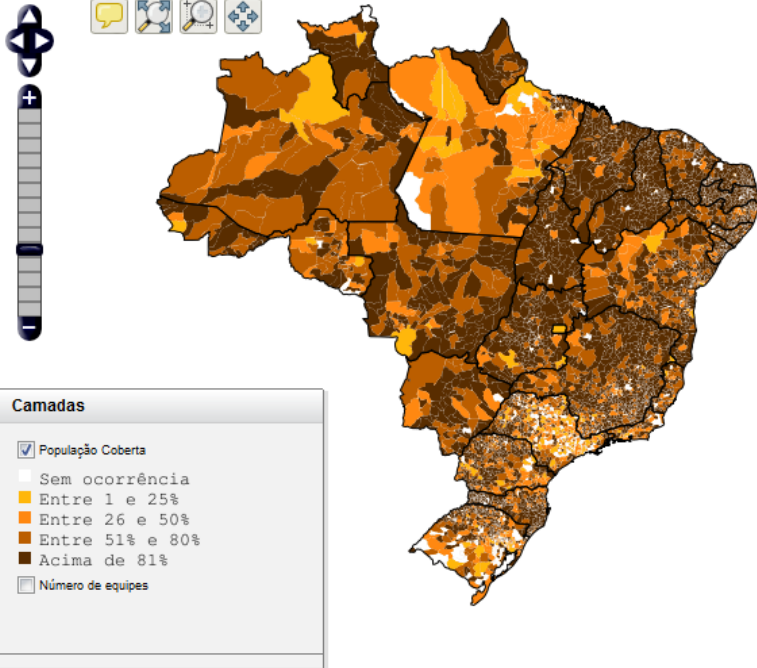 Camadas
População Coberta
Sem ocorrência
Entre 1 e 25%
Entre 26 e 50%
Entre 51% e 80%
Acima de 81%
Número de equipes